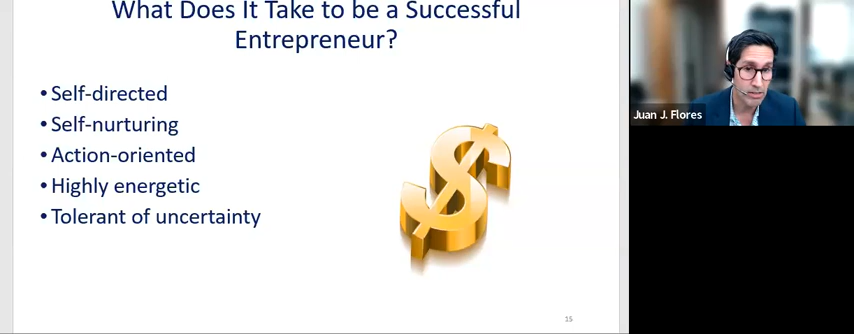 What Does It Take to be a Successful
Entrepreneur?
• Self-directed
• Self-nurturing
• Action-oriented
• Highly energetic
• Tolerant of uncertainty
15
Juan J. Flores